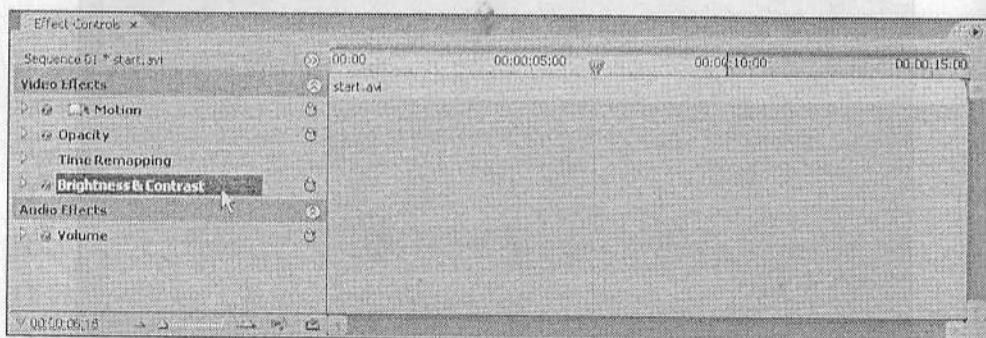 Effect Controls ×
Sequence 01 * start.avi
00:00 00:00:05:00 00:00:10:00 00:00:15:00
Video Effects
start.avi
Motion
Opacity
Time Remapping
Brightness & Contrast
Audio Effects
Volume
00:00:06:15